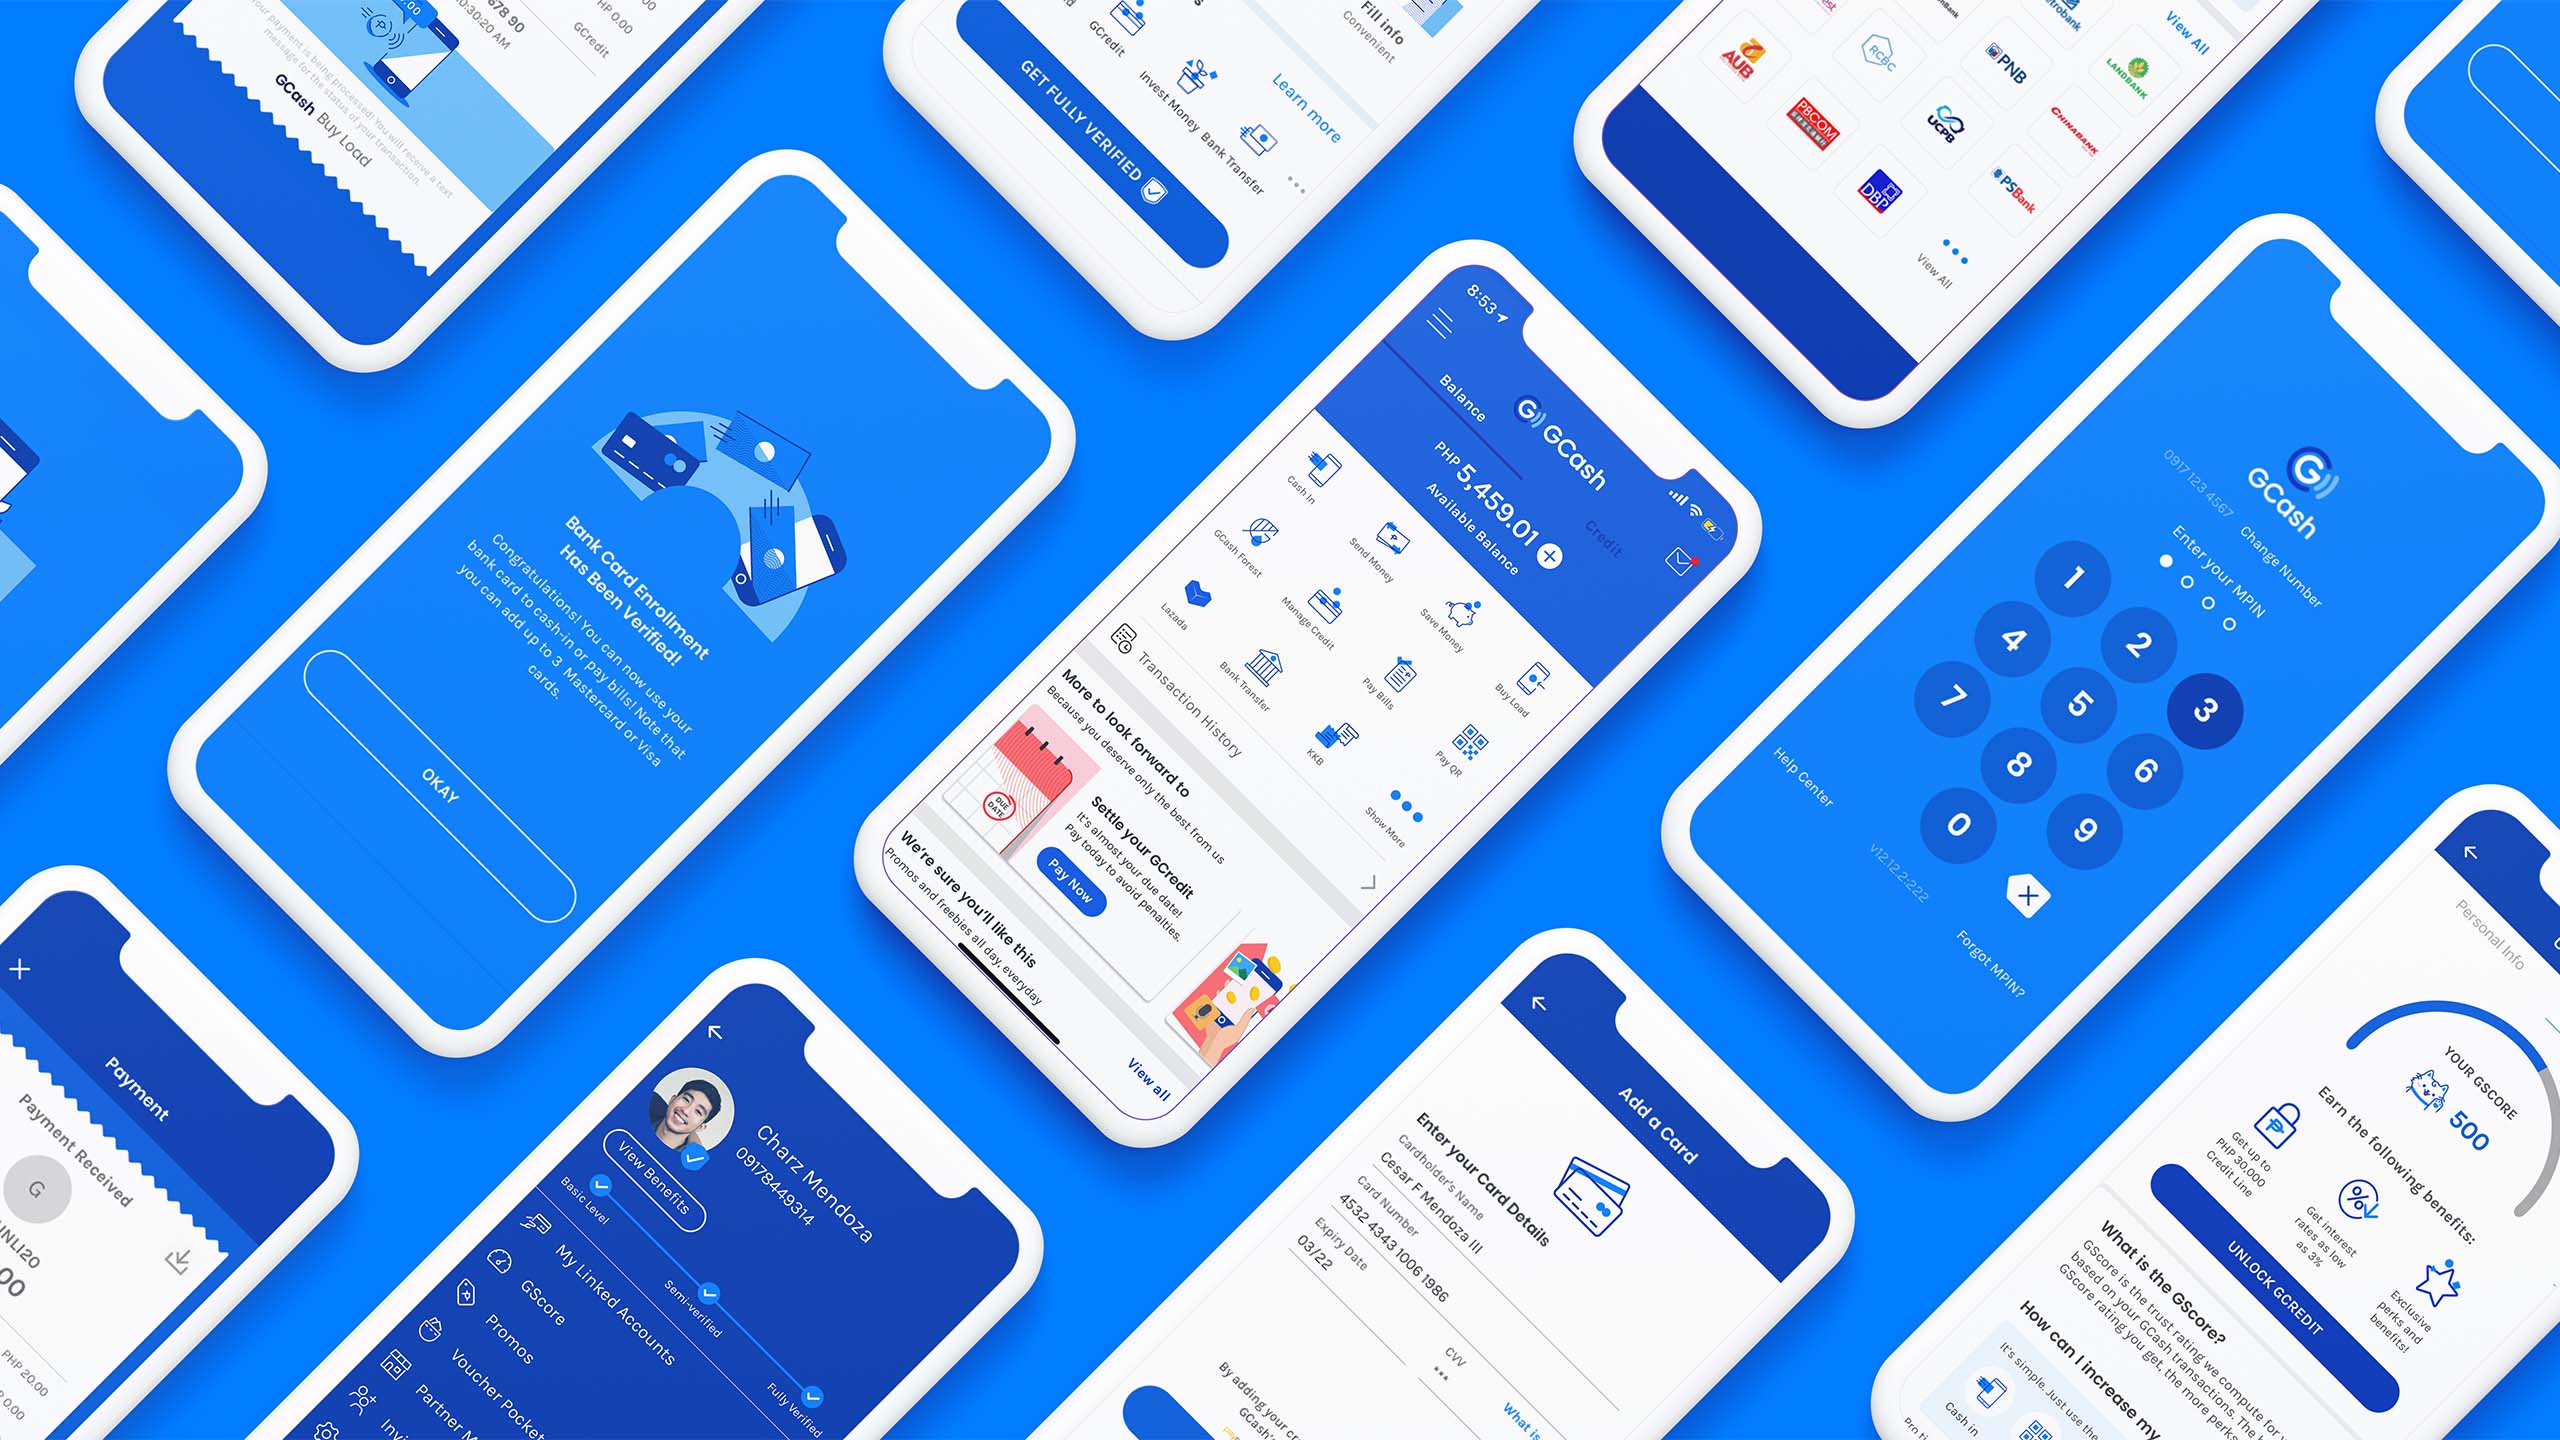 678 90
30:20 AM
PHP 0.00
GCredit
Your payment is being processed! You will receive a text
message for the status of your transaction.
GCash Buy Load
GCredit
Invest Money
Bank Transfer
Fill info
Convenient
Learn more
GET FULLY VERIFIED
View All
AUB
RCBC
PNB
LANDBANK
PBCOM
UCPB
CHINABANK
DBP
PSBank
View All
Bank Card Enrollment
Has Been Verified!
Congratulations! You can now use your
bank card to cash-in or pay bills! Note that
you can add up to 3 Mastercard or Visa
cards.
OKAY
8:53
GCash
Balance
Credit
PHP 5,459.01
Available Balance
Cash In
Send Money
Save Money
Buy Load
GCash Forest
Manage Credit
Pay Bills
Pay QR
Lazada
Bank Transfer
KKB
Show More
Transaction History
More to look forward to
Because you deserve only the best from us
DUE
DATE
Settle your GCredit
It's almost your due date!
Pay today to avoid penalties.
Pay Now
We're sure you'll like this
Promos and freebies all day, everyday
View all
GCash
0917 123 4567 Change Number
Enter your MPIN
1
2
3
4
5
6
7
8
9
0
Help Center
v12.12.2:222
Forgot MPIN?
Payment
Payment Received
G
PHP 20.00
Charz Mendoza
09178449314
View Benefits
Basic Level
Semi-verified
Fully Verified
My Linked Accounts
GScore
Promos
Voucher Pocket
Partner M
Invi
Add a Card
Enter your Card Details
Cardholder's Name
Cesar F Mendoza III
Card Number
4532 4343 1006 1986
Expiry Date
03/22
CVV
***
What is
By adding your cr
GCash's
Personal Info
YOUR GSCORE
500
Earn the following benefits:
Get up to
PHP 30,000
Credit Line
Get interest
rates as low
as 3%
Exclusive
perks and
benefits!
UNLOCK GCREDIT
What is the GScore?
GScore is the trust rating we compute for y
based on your GCash transactions. The h
GScore rating you get, the more perks
How can I increase my
It's simple. Just use the
Cash in